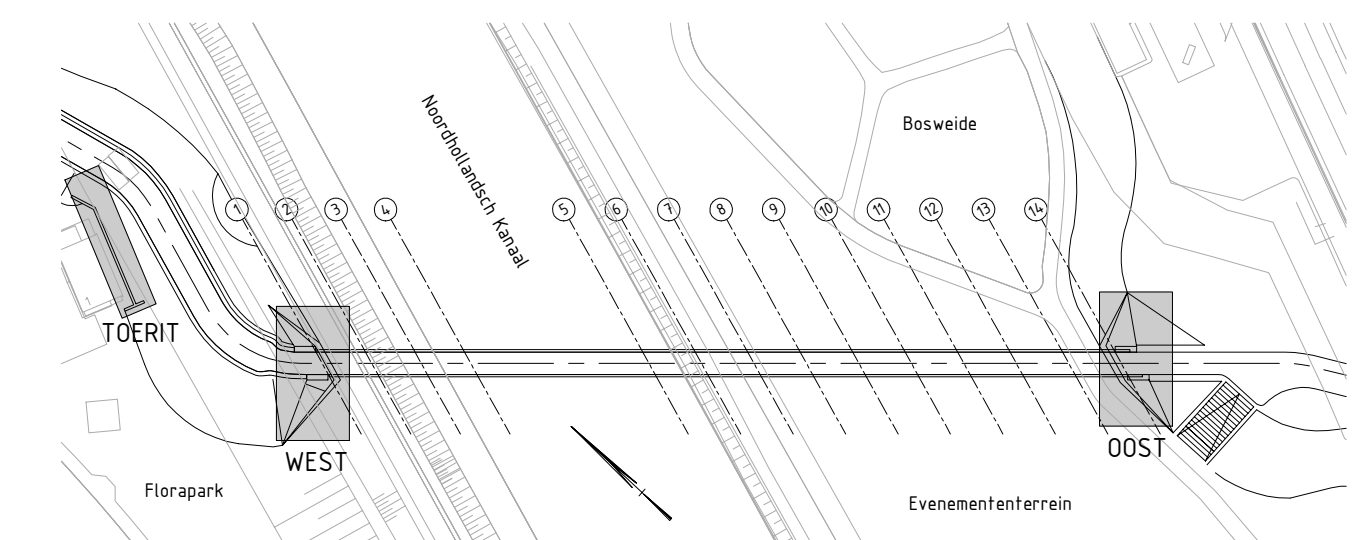 Noordhollandsch Kanaal
Bosweide
1 2 3 4 5 6 7 8 9 10 11 12 13 14
1
TOERIT
WEST
OOST
Florapark
Evenemententerrein